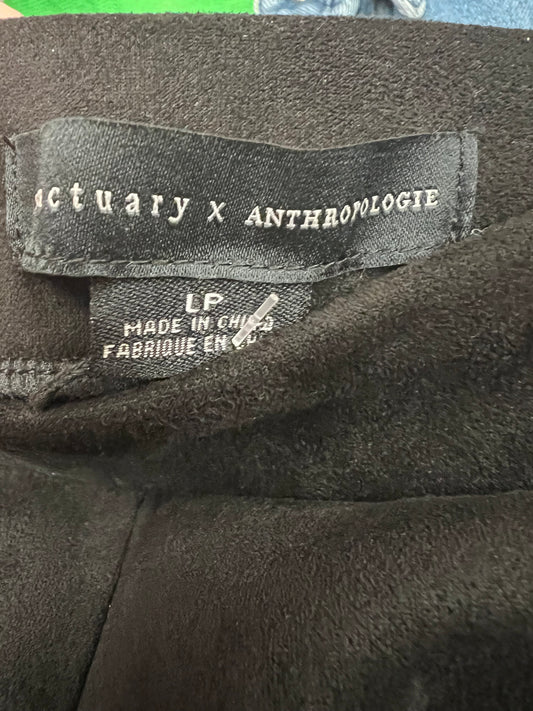 ctuary x ANTHROPOLOGIE
LP
MADE IN
FABRIQUE EN